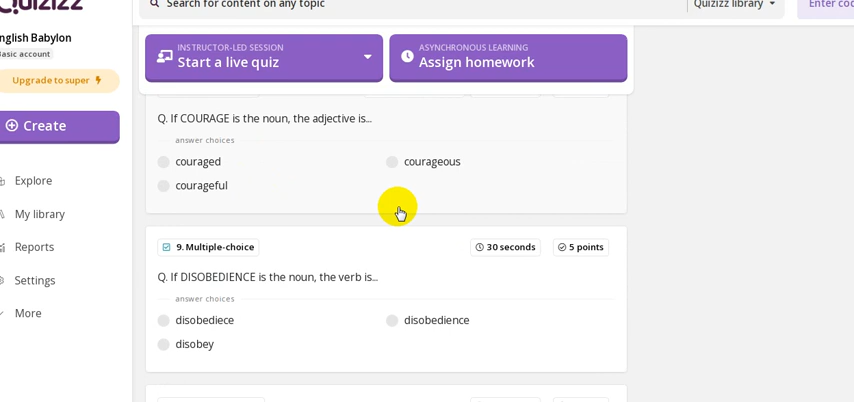 Quizizz
Search for content on any topic
Quizizz library
Enter co
nglish Babylon
Basic account
Upgrade to super
Create
Explore
My library
Reports
Settings
More
INSTRUCTOR-LED SESSION
Start a live quiz
ASYNCHRONOUS LEARNING
Assign homework
Q. If COURAGE is the noun, the adjective is...
answer choices
couraged
courageous
courageful
9. Multiple-choice
30 seconds
5 points
Q. If DISOBEDIENCE is the noun, the verb is...
answer choices
disobediece
disobedience
disobey